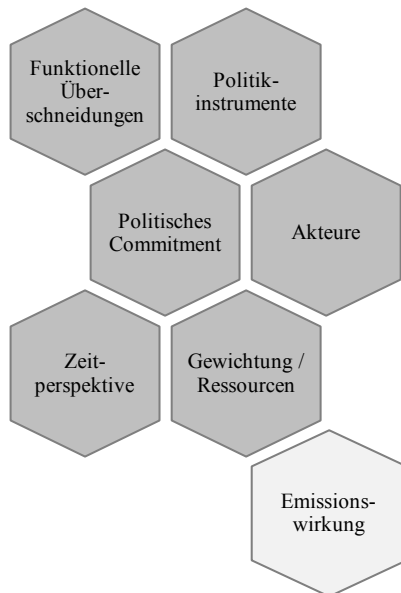 Funktionelle
Über-
schneidungen
Politik-
instrumente
Politisches
Commitment
Akteure
Zeit-
perspektive
Gewichtung /
Ressourcen
Emissions-
wirkung